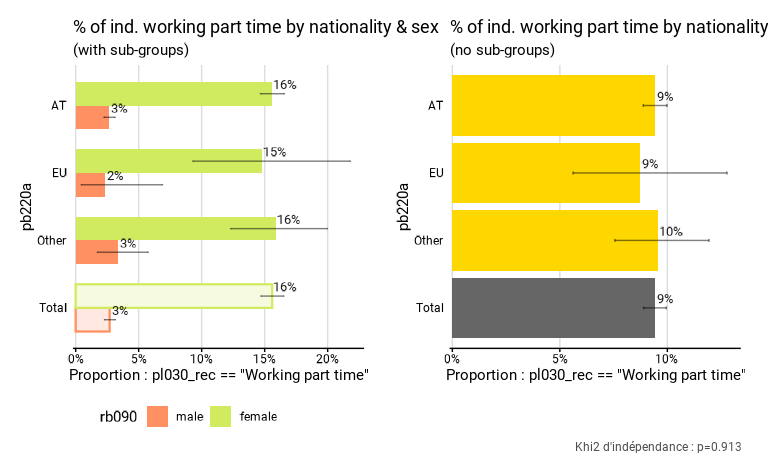 % of ind. working part time by nationality & sex
(with sub-groups)
pb220a
AT
EU
Other
Total
16%
3%
15%
2%
16%
3%
16%
3%
0% 5% 10% 15% 20%
Proportion : pl030_rec == "Working part time"
rb090 male female
% of ind. working part time by nationality
(no sub-groups)
pb220a
AT
EU
Other
Total
9%
9%
10%
9%
0% 5% 10%
Proportion : pl030_rec == "Working part time"
Khi2 d'indépendance : p=0.913